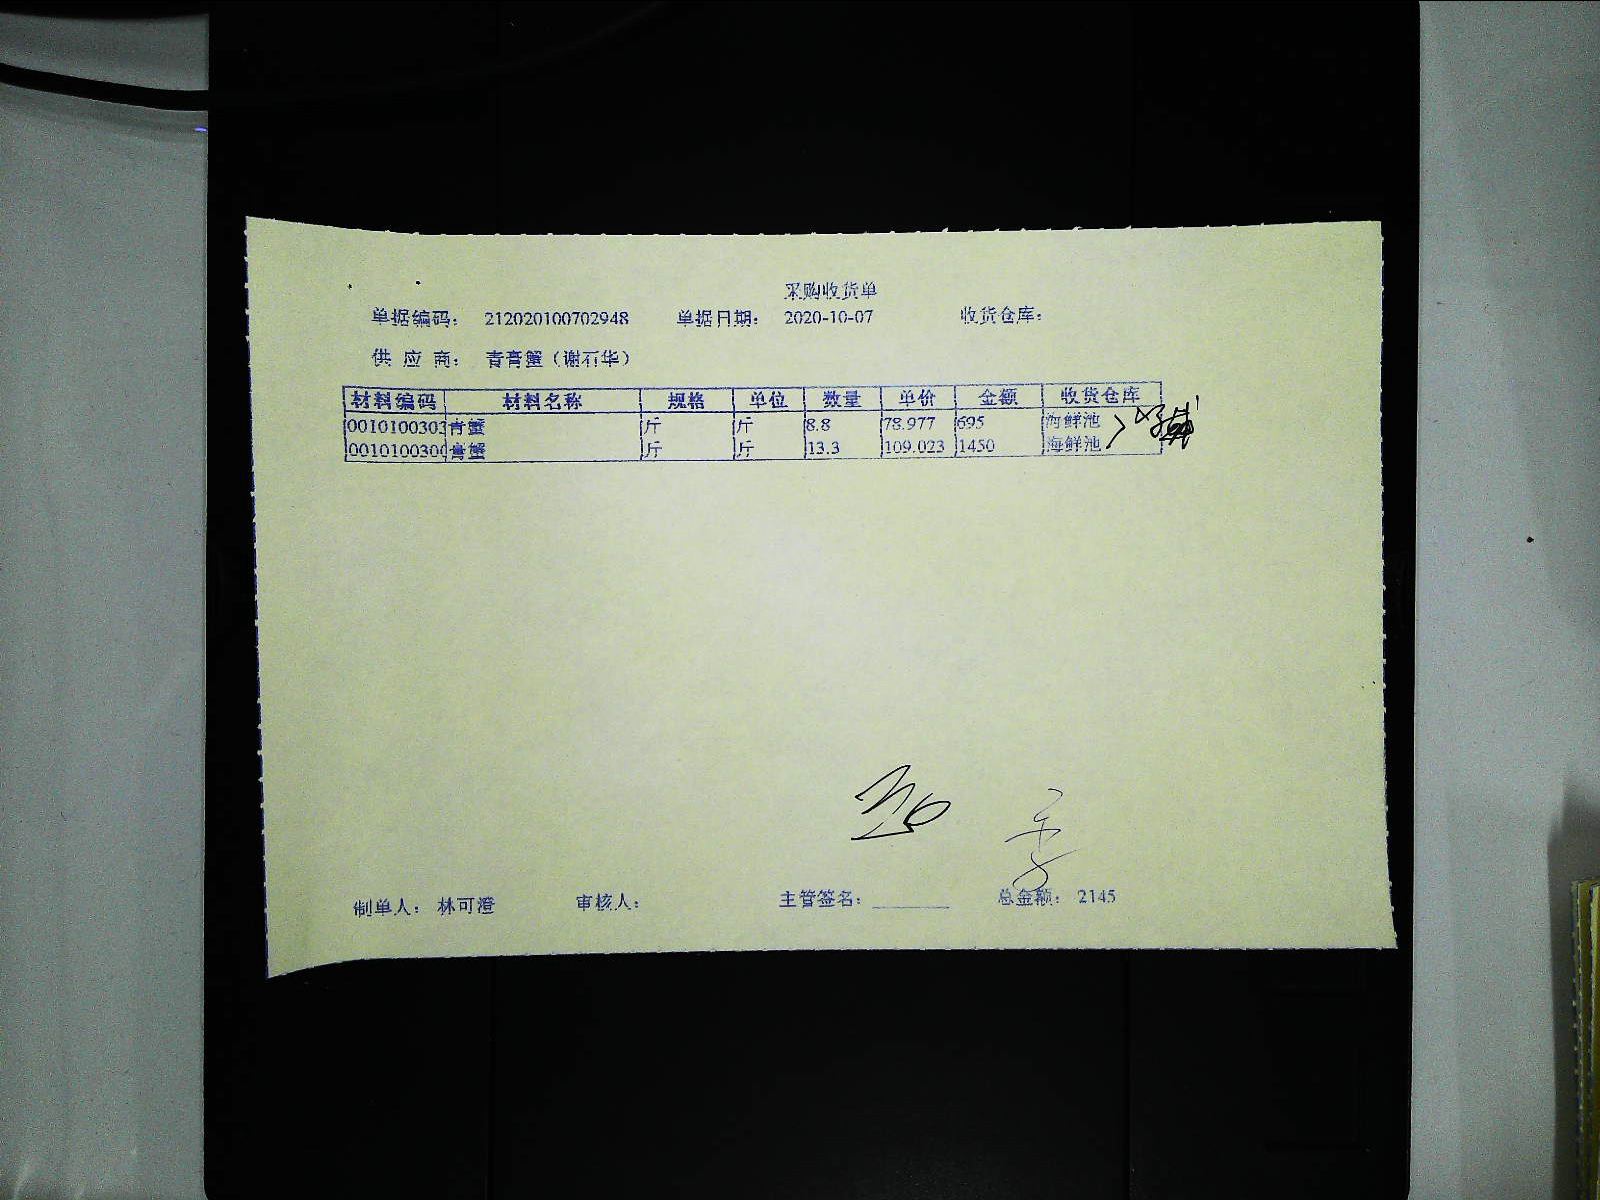 采购收货单
单据编码： 212020100702948 单据日期： 2020-10-07 收货仓库：
供 应 商： 青膏蟹（谢石华）
材料编码 材料名称 规格 单位 数量 单价 金额 收货仓库
0010100303 青蟹 斤 斤 8.8 78.977 695 海鲜池
001010030 膏蟹 斤 斤 13.3 109.023 1450 海鲜池
制单人： 林可澄 审核人： 主管签名： 总金额： 2145